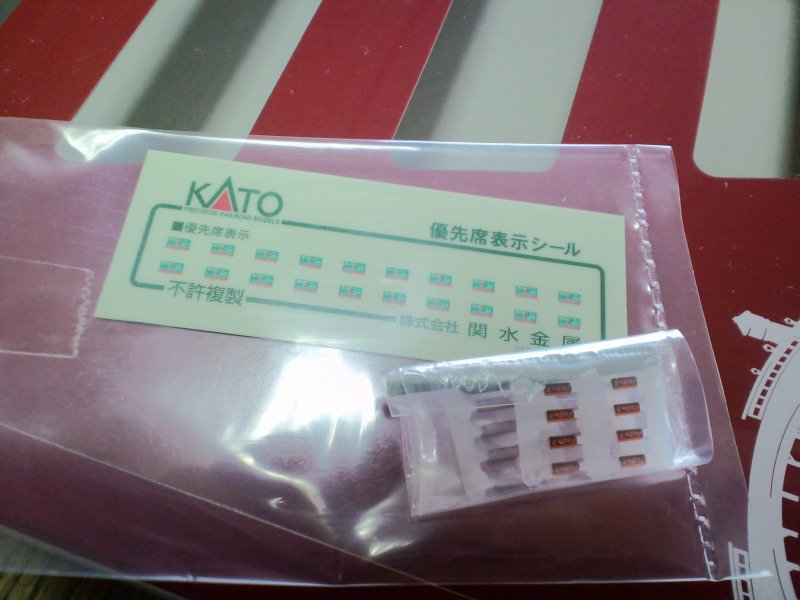 KATO
PRECISION RAILROAD MODELS
優先席表示シール
■優先席表示
不許複製
株式会社 関水金属